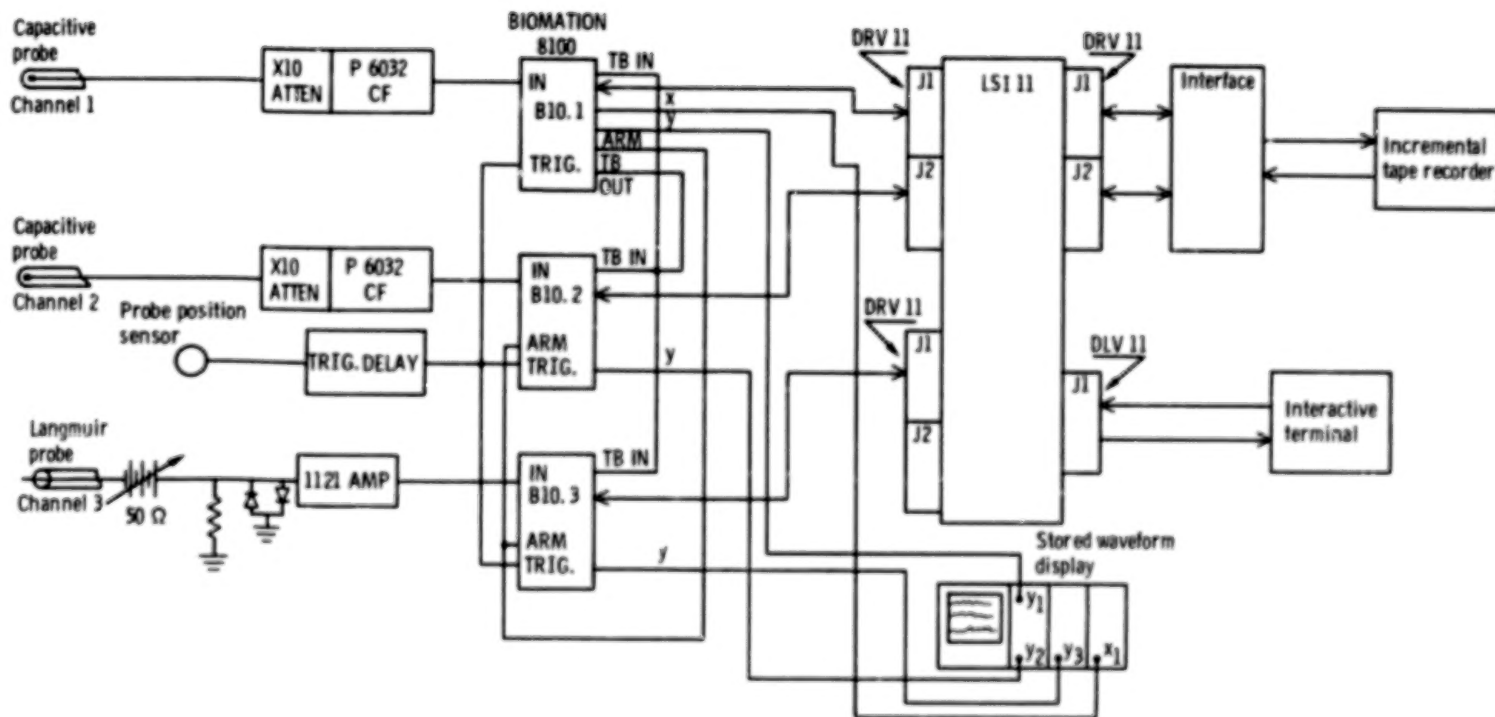 Capacitive
probe
Channel 1
X10
ATTEN
P 6032
CF
BIOMATION
8100
IN
BIO. 1
TRIG.
TB IN
x
y
ARM
TB
OUT
DRV 11
J1
J2
LSI 11
DRV 11
J1
J2
Interface
Incremental
tape recorder
Capacitive
probe
Channel 2
X10
ATTEN
P 6032
CF
IN
BIO. 2
ARM
TRIG.
TB IN
y
Probe position
sensor
TRIG. DELAY
DRV 11
J1
J2
DLV 11
J1
Interactive
terminal
Langmuir
probe
Channel 3
50 Ω
1121 AMP
IN
BIO. 3
ARM
TRIG.
TB IN
y
Stored waveform
display
y1
y2
y3
x1